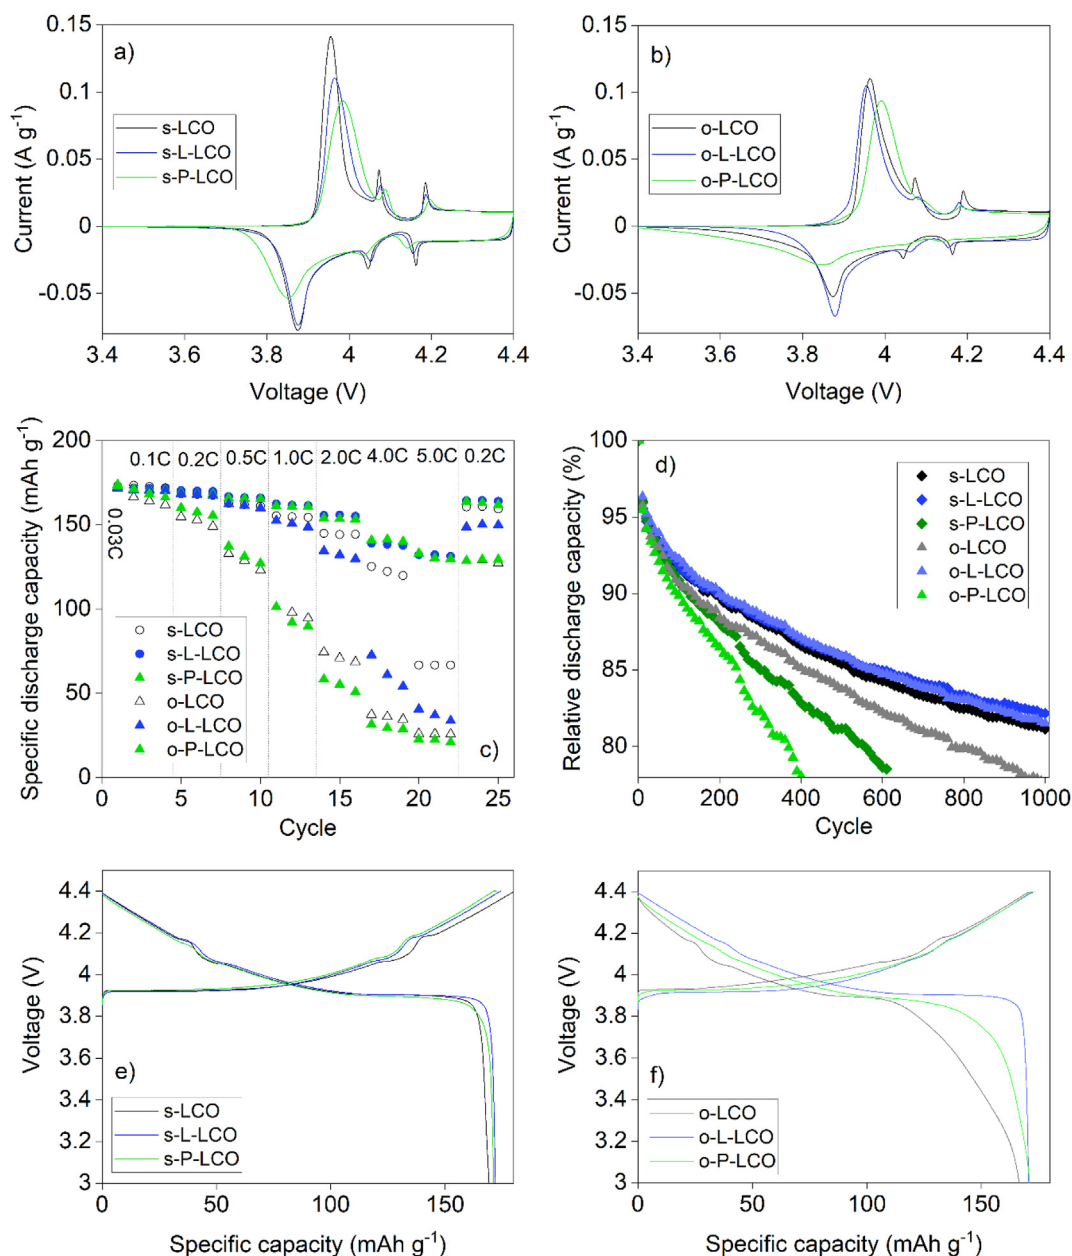 a)
0.15
0.1
0.05
0
-0.05
Current (A g⁻¹)
s-LCO
s-L-LCO
s-P-LCO
3.4 3.6 3.8 4 4.2 4.4
Voltage (V)
b)
0.15
0.1
0.05
0
-0.05
Current (A g⁻¹)
o-LCO
o-L-LCO
o-P-LCO
3.4 3.6 3.8 4 4.2 4.4
Voltage (V)
200
150
100
50
0
Specific discharge capacity (mAh g⁻¹)
0.03C
0.1C 0.2C 0.5C 1.0C 2.0C 4.0C 5.0C 0.2C
s-LCO
s-L-LCO
s-P-LCO
o-LCO
o-L-LCO
o-P-LCO
c)
0 5 10 15 20 25
Cycle
100
95
90
85
80
Relative discharge capacity (%)
d)
s-LCO
s-L-LCO
s-P-LCO
o-LCO
o-L-LCO
o-P-LCO
0 200 400 600 800 1000
Cycle
4.4
4.2
4
3.8
3.6
3.4
3.2
3
Voltage (V)
e)
s-LCO
s-L-LCO
s-P-LCO
0 50 100 150
Specific capacity (mAh g⁻¹)
4.4
4.2
4
3.8
3.6
3.4
3.2
3
Voltage (V)
f)
o-LCO
o-L-LCO
o-P-LCO
0 50 100 150
Specific capacity (mAh g⁻¹)